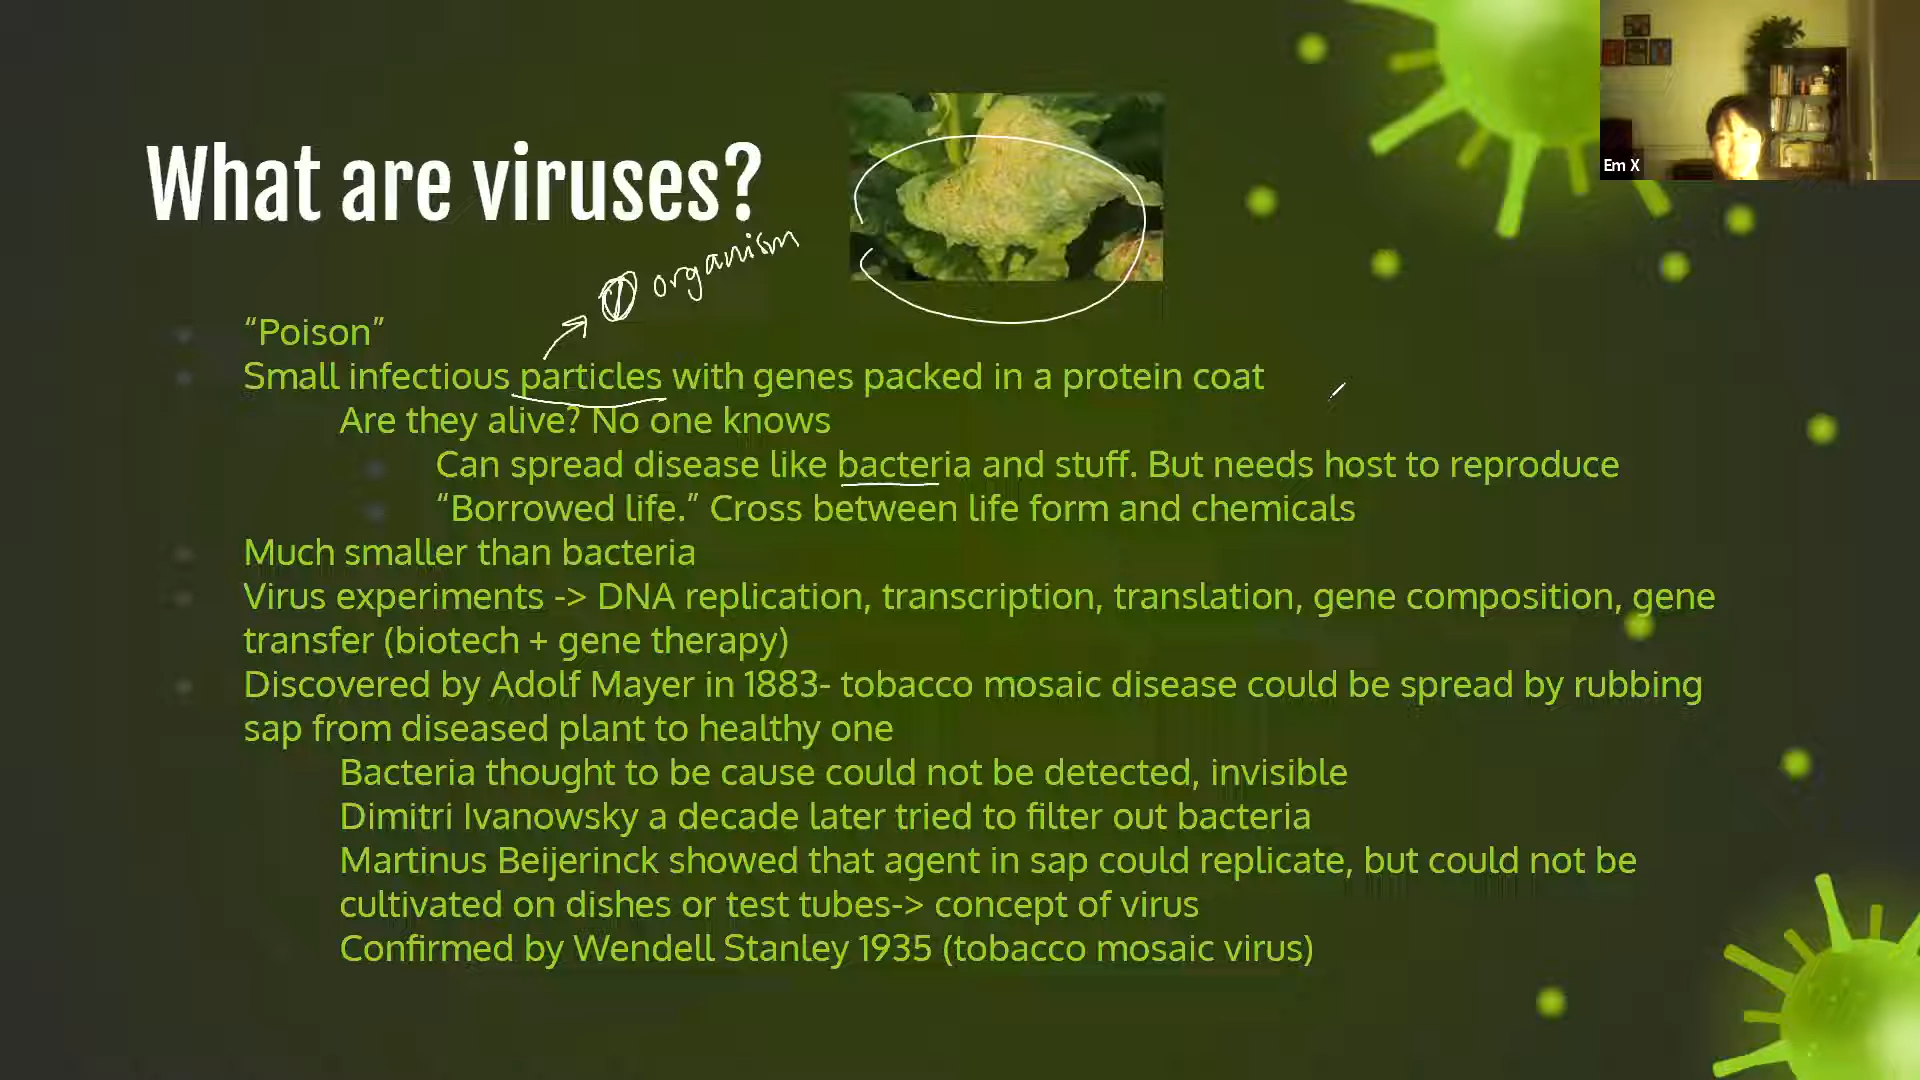 Em X
What are viruses?
organism
“Poison”
Small infectious particles with genes packed in a protein coat
Are they alive? No one knows
Can spread disease like bacteria and stuff. But needs host to reproduce
“Borrowed life.” Cross between life form and chemicals
Much smaller than bacteria
Virus experiments -> DNA replication, transcription, translation, gene composition, gene
transfer (biotech + gene therapy)
Discovered by Adolf Mayer in 1883- tobacco mosaic disease could be spread by rubbing
sap from diseased plant to healthy one
Bacteria thought to be cause could not be detected, invisible
Dimitri Ivanowsky a decade later tried to filter out bacteria
Martinus Beijerinck showed that agent in sap could replicate, but could not be
cultivated on dishes or test tubes-> concept of virus
Confirmed by Wendell Stanley 1935 (tobacco mosaic virus)